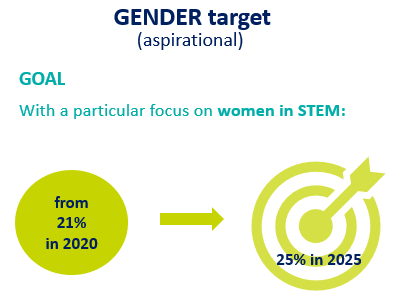 GENDER target
(aspirational)
GOAL
With a particular focus on women in STEM:
from
21%
in 2020
25% in 2025